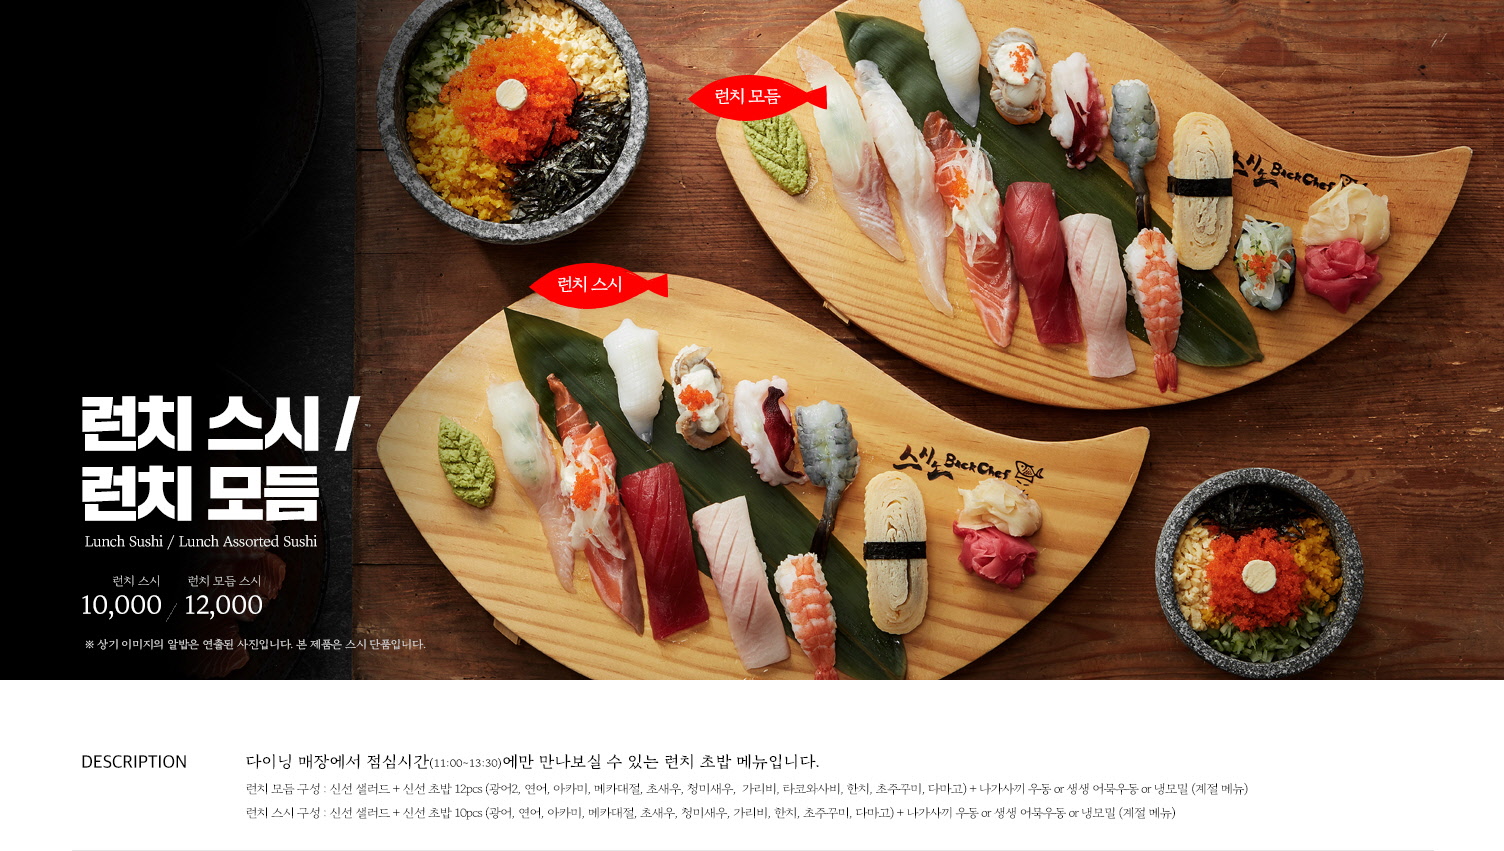 런치 모듬
스시노 BackChef
런치 스시
스시노 BackChef
런치 스시 /
런치 모듬
Lunch Sushi / Lunch Assorted Sushi
런치 스시 런치 모듬 스시
10,000 / 12,000
※ 상기 이미지의 알밥은 연출된 사진입니다. 본 제품은 스시 단품입니다.
DESCRIPTION
다이닝 매장에서 점심시간(11:00~13:30)에만 만나보실 수 있는 런치 초밥 메뉴입니다.
런치 모듬 구성 : 신선 샐러드 + 신선 초밥 12pcs (광어2, 연어, 아카미, 메카대절, 초새우, 청미새우, 가리비, 타코와사비, 한치, 초주꾸미, 다마고) + 나가사끼 우동 or 생생 어묵우동 or 냉모밀 (계절 메뉴)
런치 스시 구성 : 신선 샐러드 + 신선 초밥 10pcs (광어, 연어, 아카미, 메카대절, 초새우, 청미새우, 가리비, 한치, 초주꾸미, 다마고) + 나가사끼 우동 or 생생 어묵우동 or 냉모밀 (계절 메뉴)